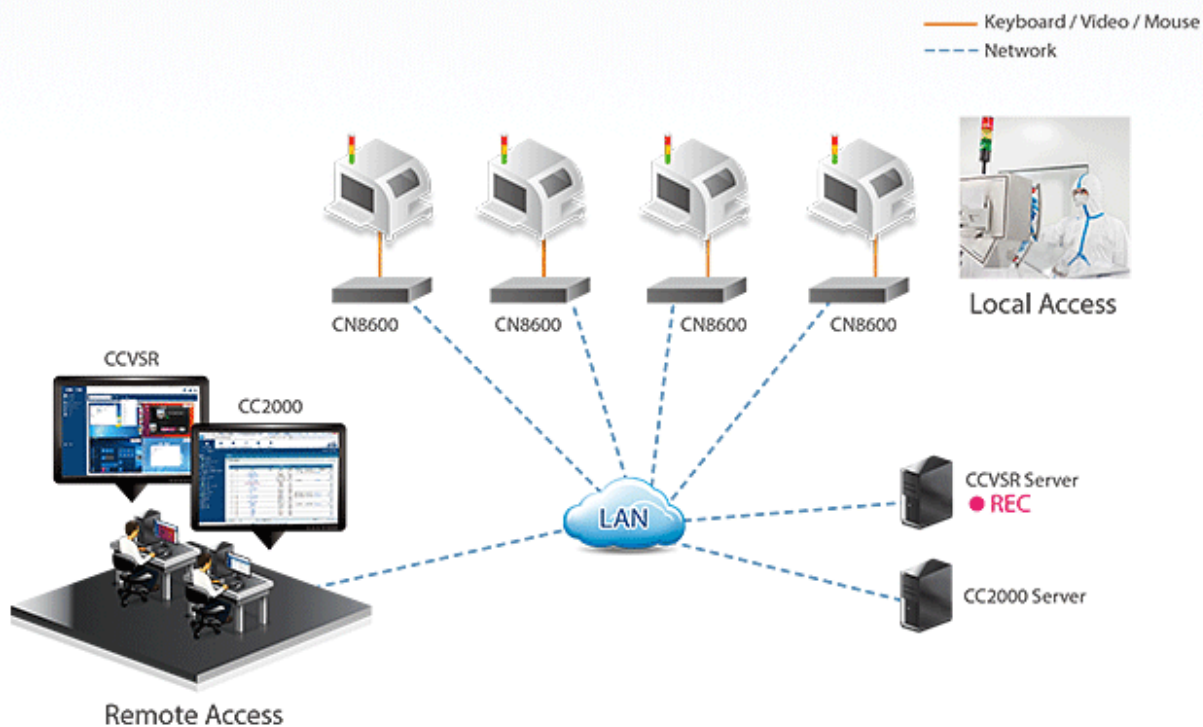 Keyboard / Video / Mouse
Network
CN8600
CN8600
CN8600
CN8600
Local Access
CCVSR
CC2000
LAN
CCVSR Server
REC
CC2000 Server
Remote Access